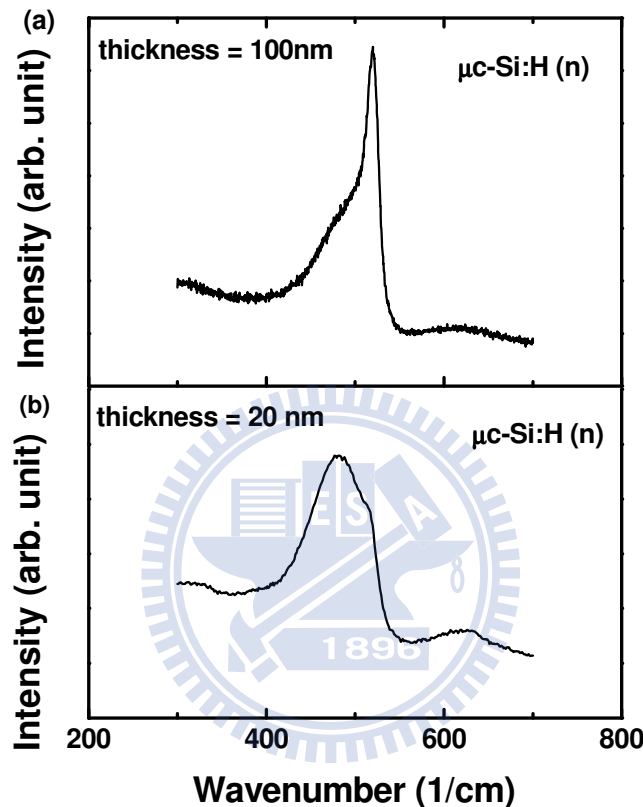 (a)
thickness = 100nm
μc-Si:H (n)
Intensity (arb. unit)
(b)
thickness = 20 nm
μc-Si:H (n)
Intensity (arb. unit)
E S A
8
1896
200 400 600 800
Wavenumber (1/cm)